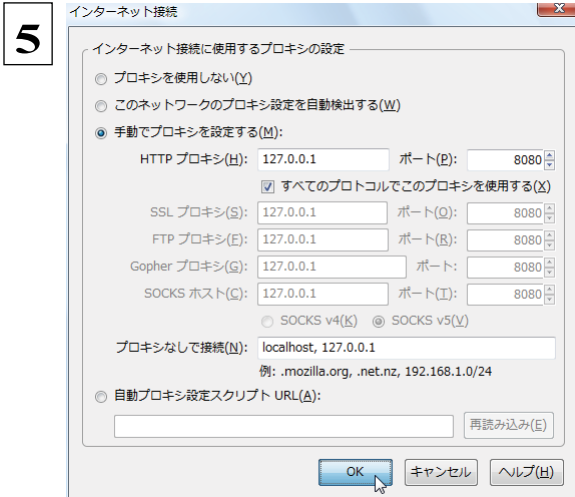 5
インターネット接続
インターネット接続に使用するプロキシの設定
プロキシを使用しない(Y)
このネットワークのプロキシ設定を自動検出する(W)
手動でプロキシを設定する(M):
HTTP プロキシ(H): 127.0.0.1 ポート(P): 8080
すべてのプロトコルでこのプロキシを使用する(X)
SSL プロキシ(S): 127.0.0.1 ポート(O): 8080
FTP プロキシ(F): 127.0.0.1 ポート(R): 8080
Gopher プロキシ(G): 127.0.0.1 ポート: 8080
SOCKS ホスト(C): 127.0.0.1 ポート(T): 8080
SOCKS v4(K) SOCKS v5(V)
プロキシなしで接続(N): localhost, 127.0.0.1
例: .mozilla.org, .net.nz, 192.168.1.0/24
自動プロキシ設定スクリプト URL(A):
再読み込み(E)
OK キャンセル ヘルプ(H)